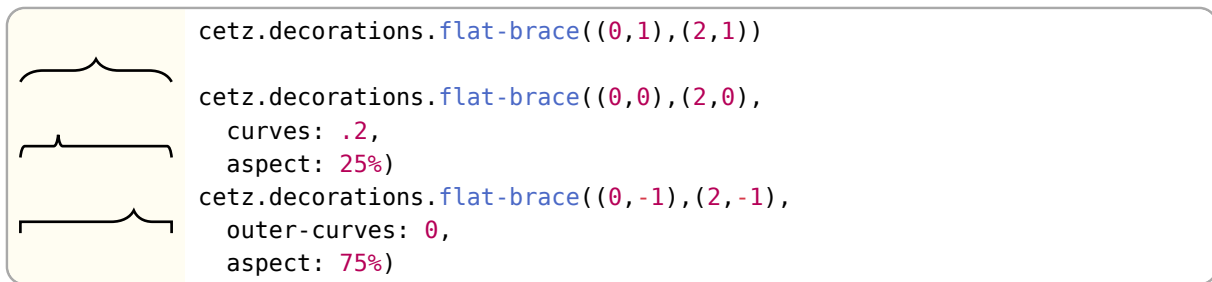 cetz.decorations.flat-brace((0,1),(2,1))
cetz.decorations.flat-brace((0,0),(2,0),
  curves: .2,
  aspect: 25%)
cetz.decorations.flat-brace((0,-1),(2,-1),
  outer-curves: 0,
  aspect: 75%)